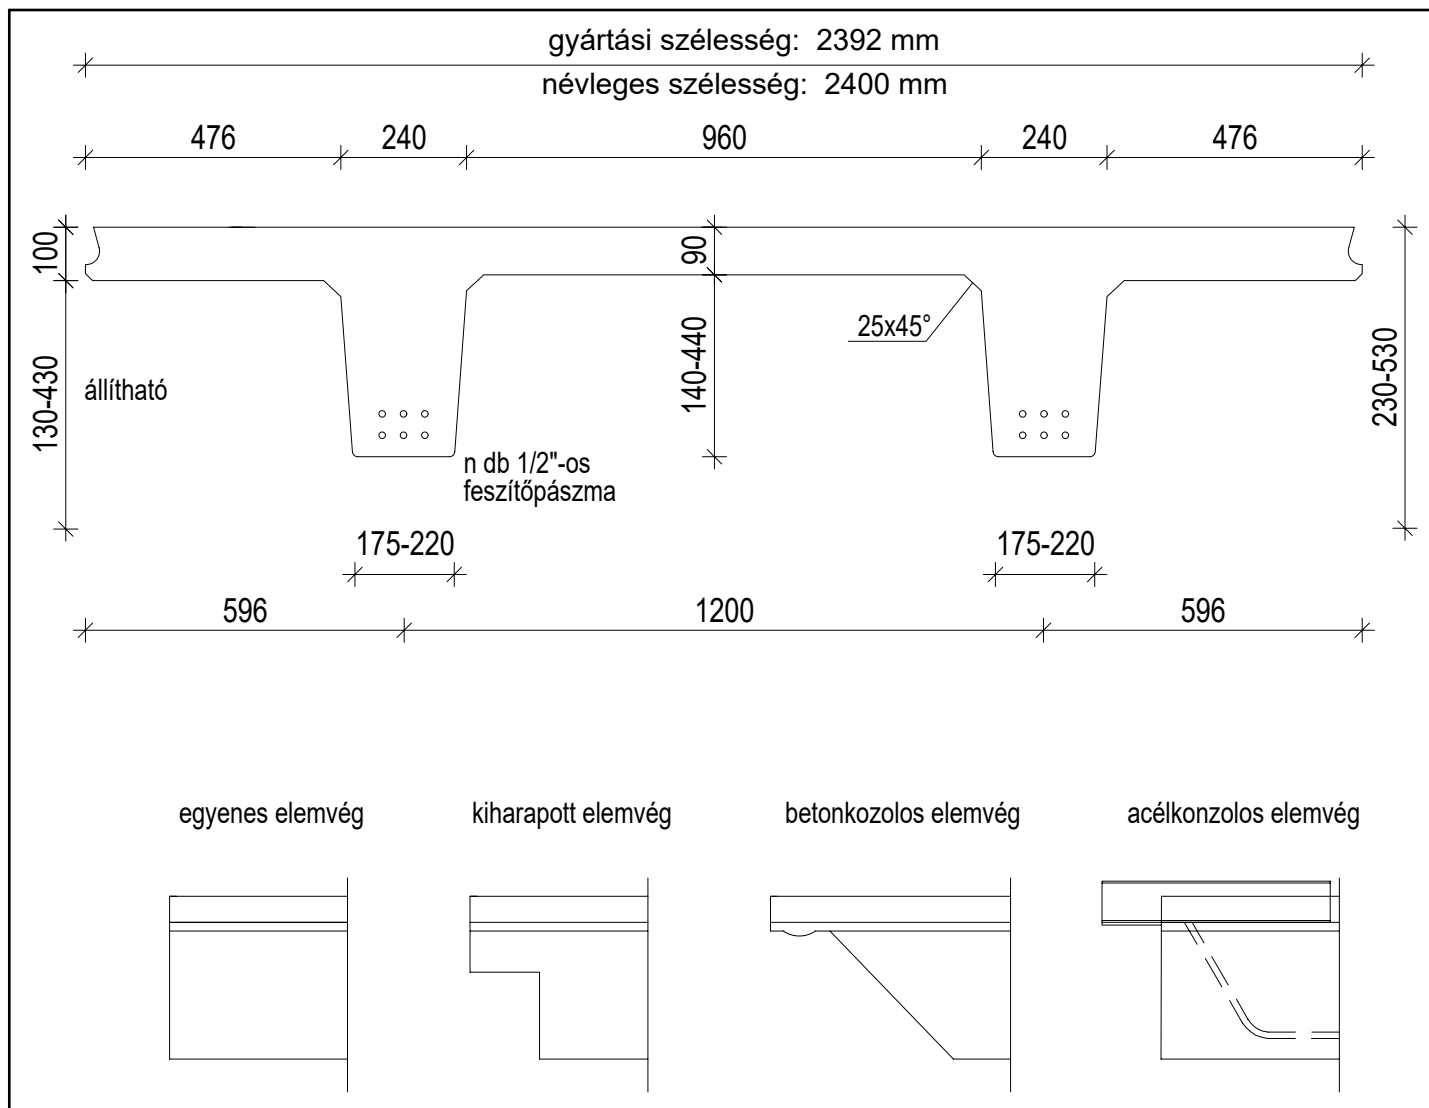 gyártási szélesség: 2392 mm
névleges szélesség: 2400 mm
476 240 960 240 476
100
90
25x45°
130-430
állítható
140-440
230-530
n db 1/2"-os
feszítőpászma
175-220 175-220
596 1200 596
egyenes elemvég kiharapott elemvég betonkozolos elemvég acélkonzolos elemvég